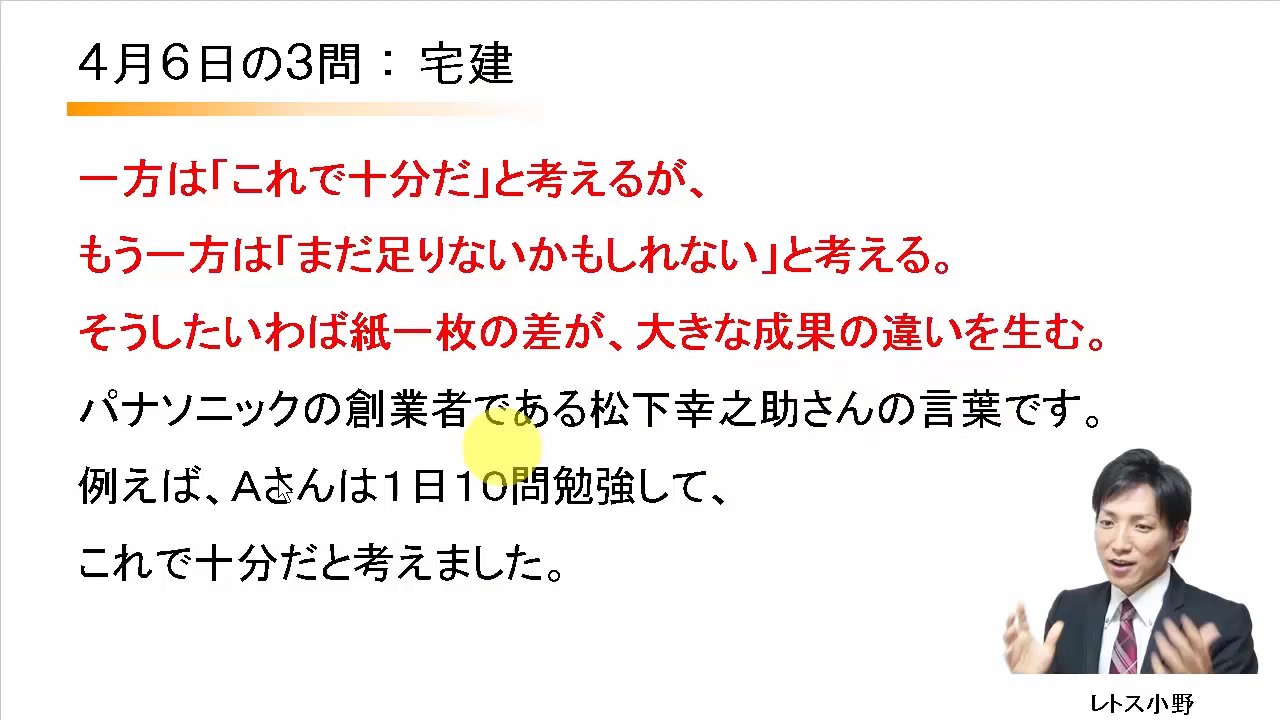 ４月６日の３問：宅建
一方は「これで十分だ」と考えるが、
もう一方は「まだ足りないかもしれない」と考える。
そうしたいわば紙一枚の差が、大きな成果の違いを生む。
パナソニックの創業者である松下幸之助さんの言葉です。
例えば、Ａさんは１日１０問勉強して、
これで十分だと考えました。
レトス小野